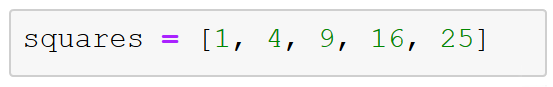 squares = [1, 4, 9, 16, 25]